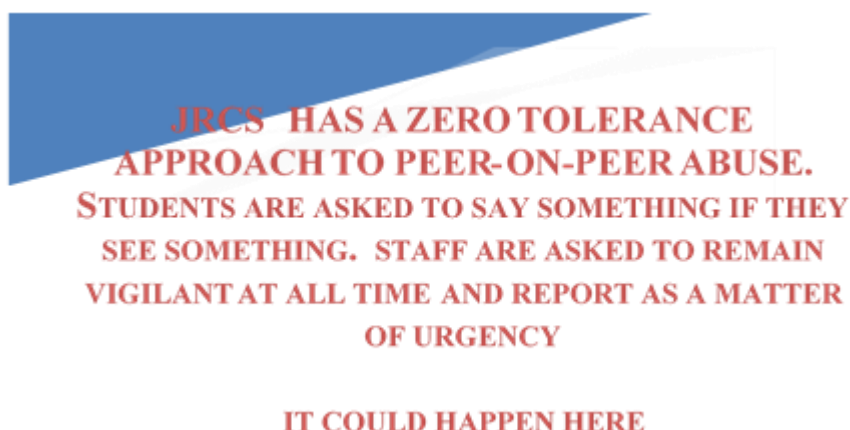 JRCS HAS A ZERO TOLERANCE
APPROACH TO PEER-ON-PEER ABUSE.
STUDENTS ARE ASKED TO SAY SOMETHING IF THEY
SEE SOMETHING. STAFF ARE ASKED TO REMAIN
VIGILANT AT ALL TIME AND REPORT AS A MATTER
OF URGENCY
IT COULD HAPPEN HERE